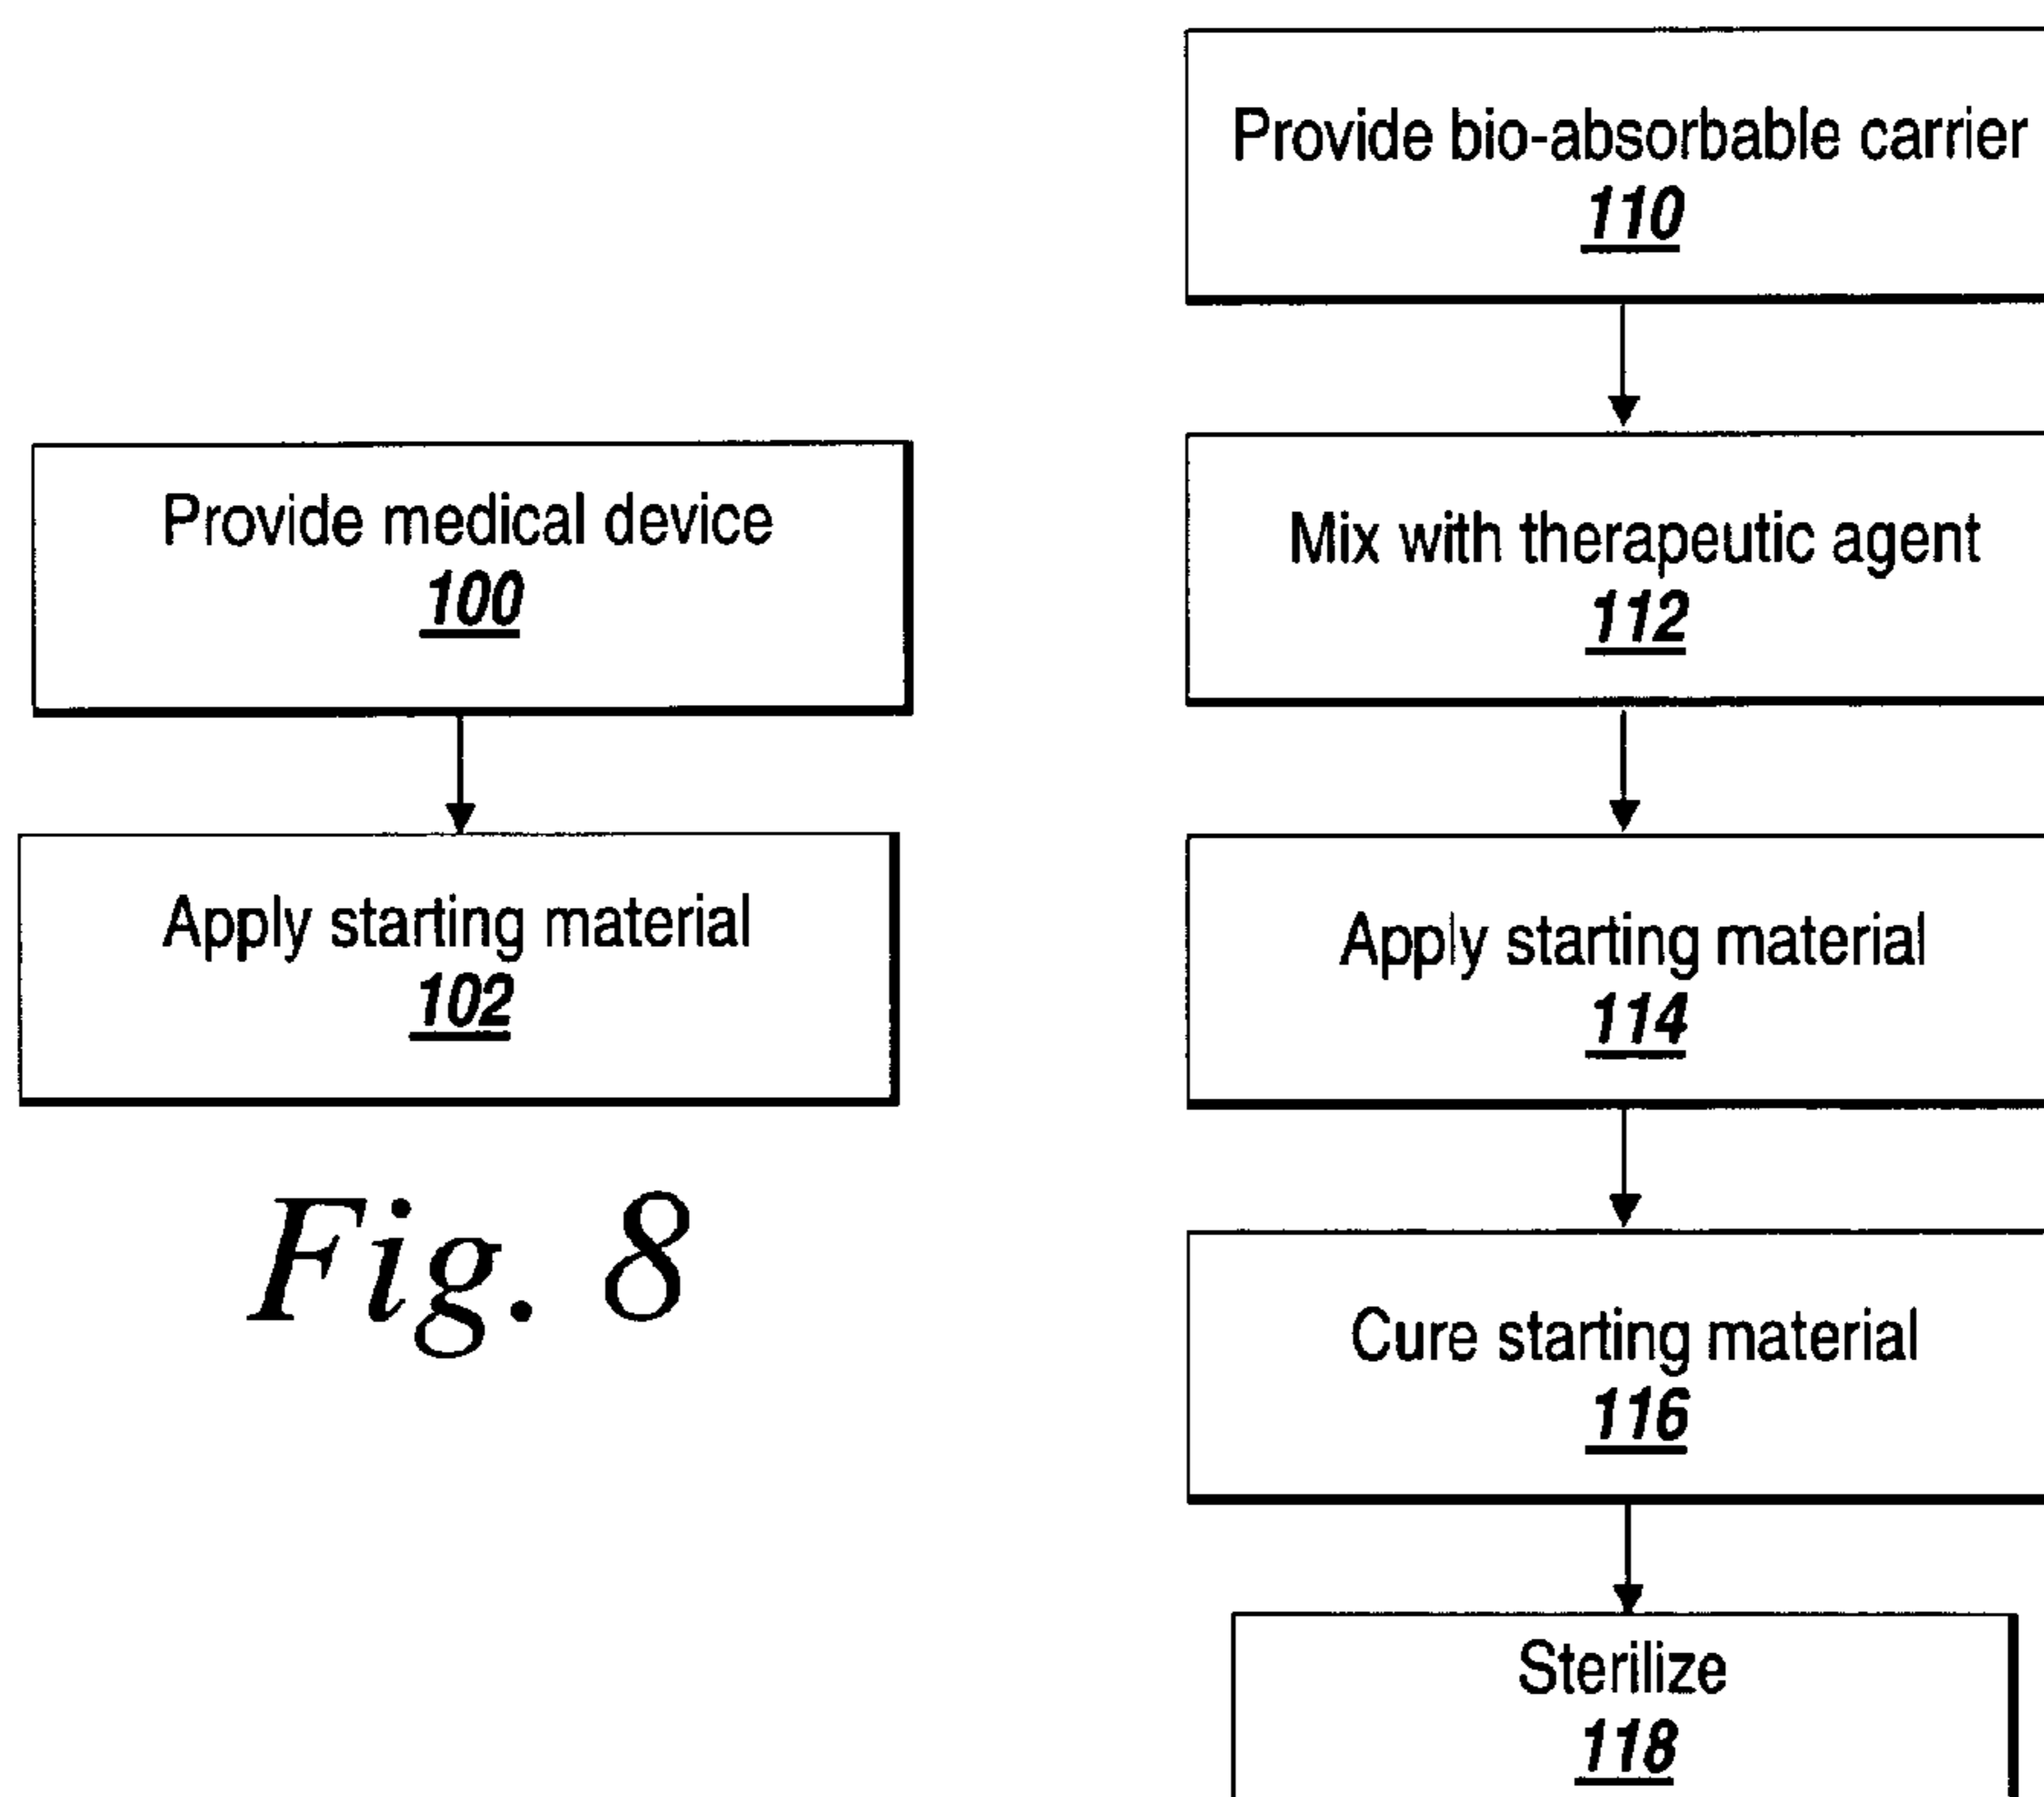 Provide medical device
100
Apply starting material
102
Fig. 8
Provide bio-absorbable carrier
110
Mix with therapeutic agent
112
Apply starting material
114
Cure starting material
116
Sterilize
118